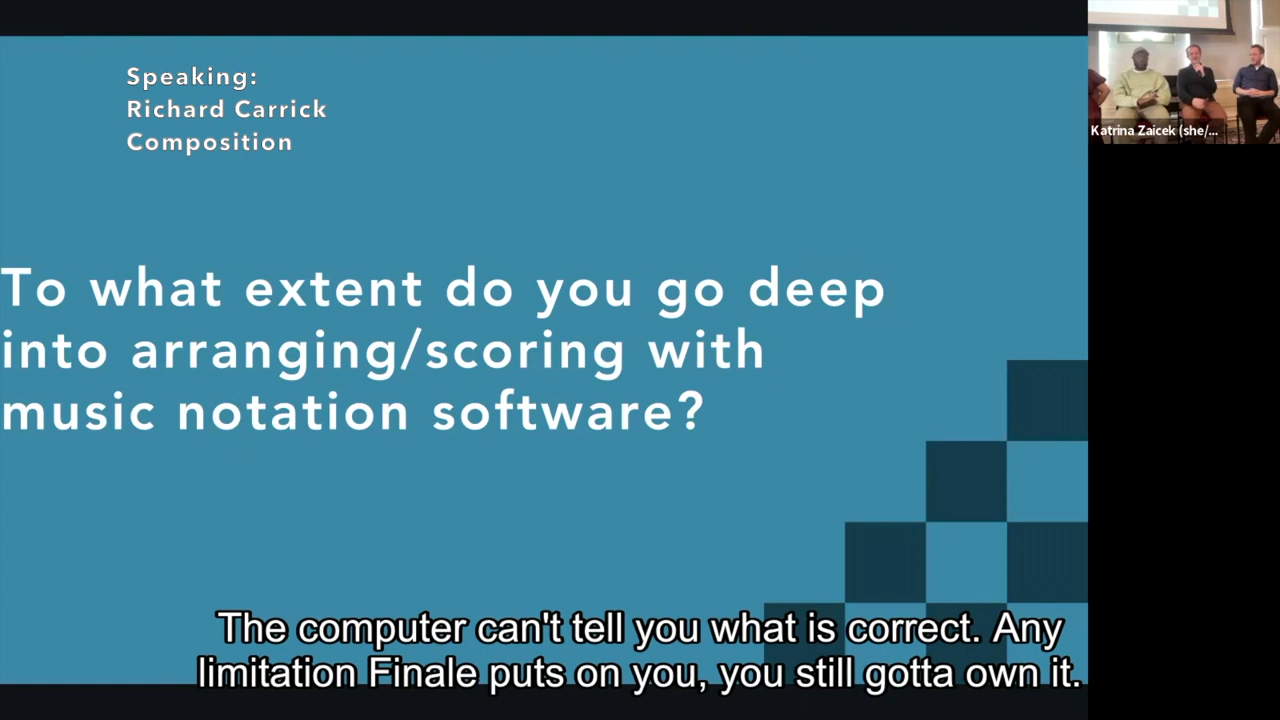 Speaking:
Richard Carrick
Composition
Katrina Zaicek (she/...
To what extent do you go deep
into arranging/scoring with
music notation software?
The computer can't tell you what is correct. Any
limitation Finale puts on you, you still gotta own it.